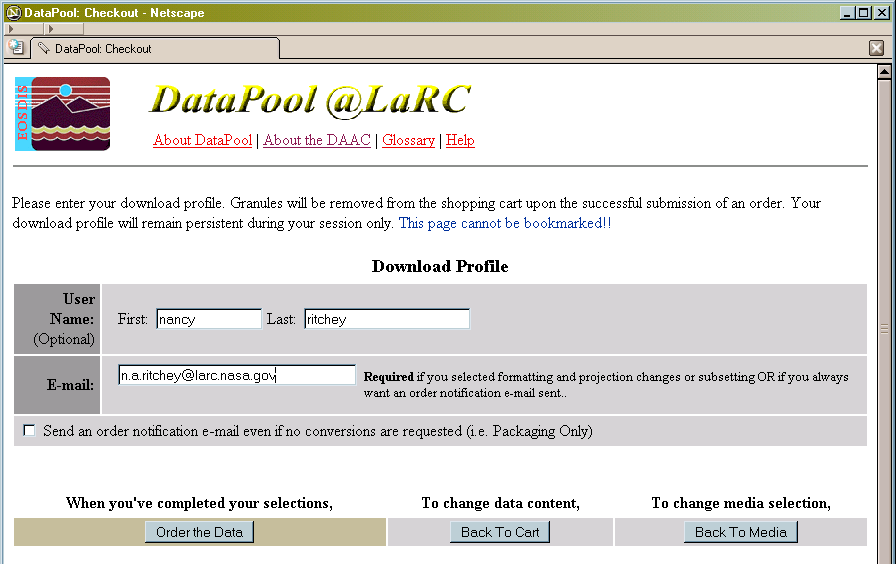 DataPool: Checkout - Netscape
DataPool: Checkout
EOSDIS
DataPool @LaRC
About DataPool | About the DAAC | Glossary | Help
Please enter your download profile. Granules will be removed from the shopping cart upon the successful submission of an order. Your
download profile will remain persistent during your session only. This page cannot be bookmarked!!
Download Profile
User
Name:
(Optional)
First: nancy Last: ritchey
E-mail:
n.a.ritchey@larc.nasa.gov
Required if you selected formatting and projection changes or subsetting OR if you always
want an order notification e-mail sent..
Send an order notification e-mail even if no conversions are requested (i.e. Packaging Only)
When you've completed your selections, To change data content, To change media selection,
Order the Data Back To Cart Back To Media